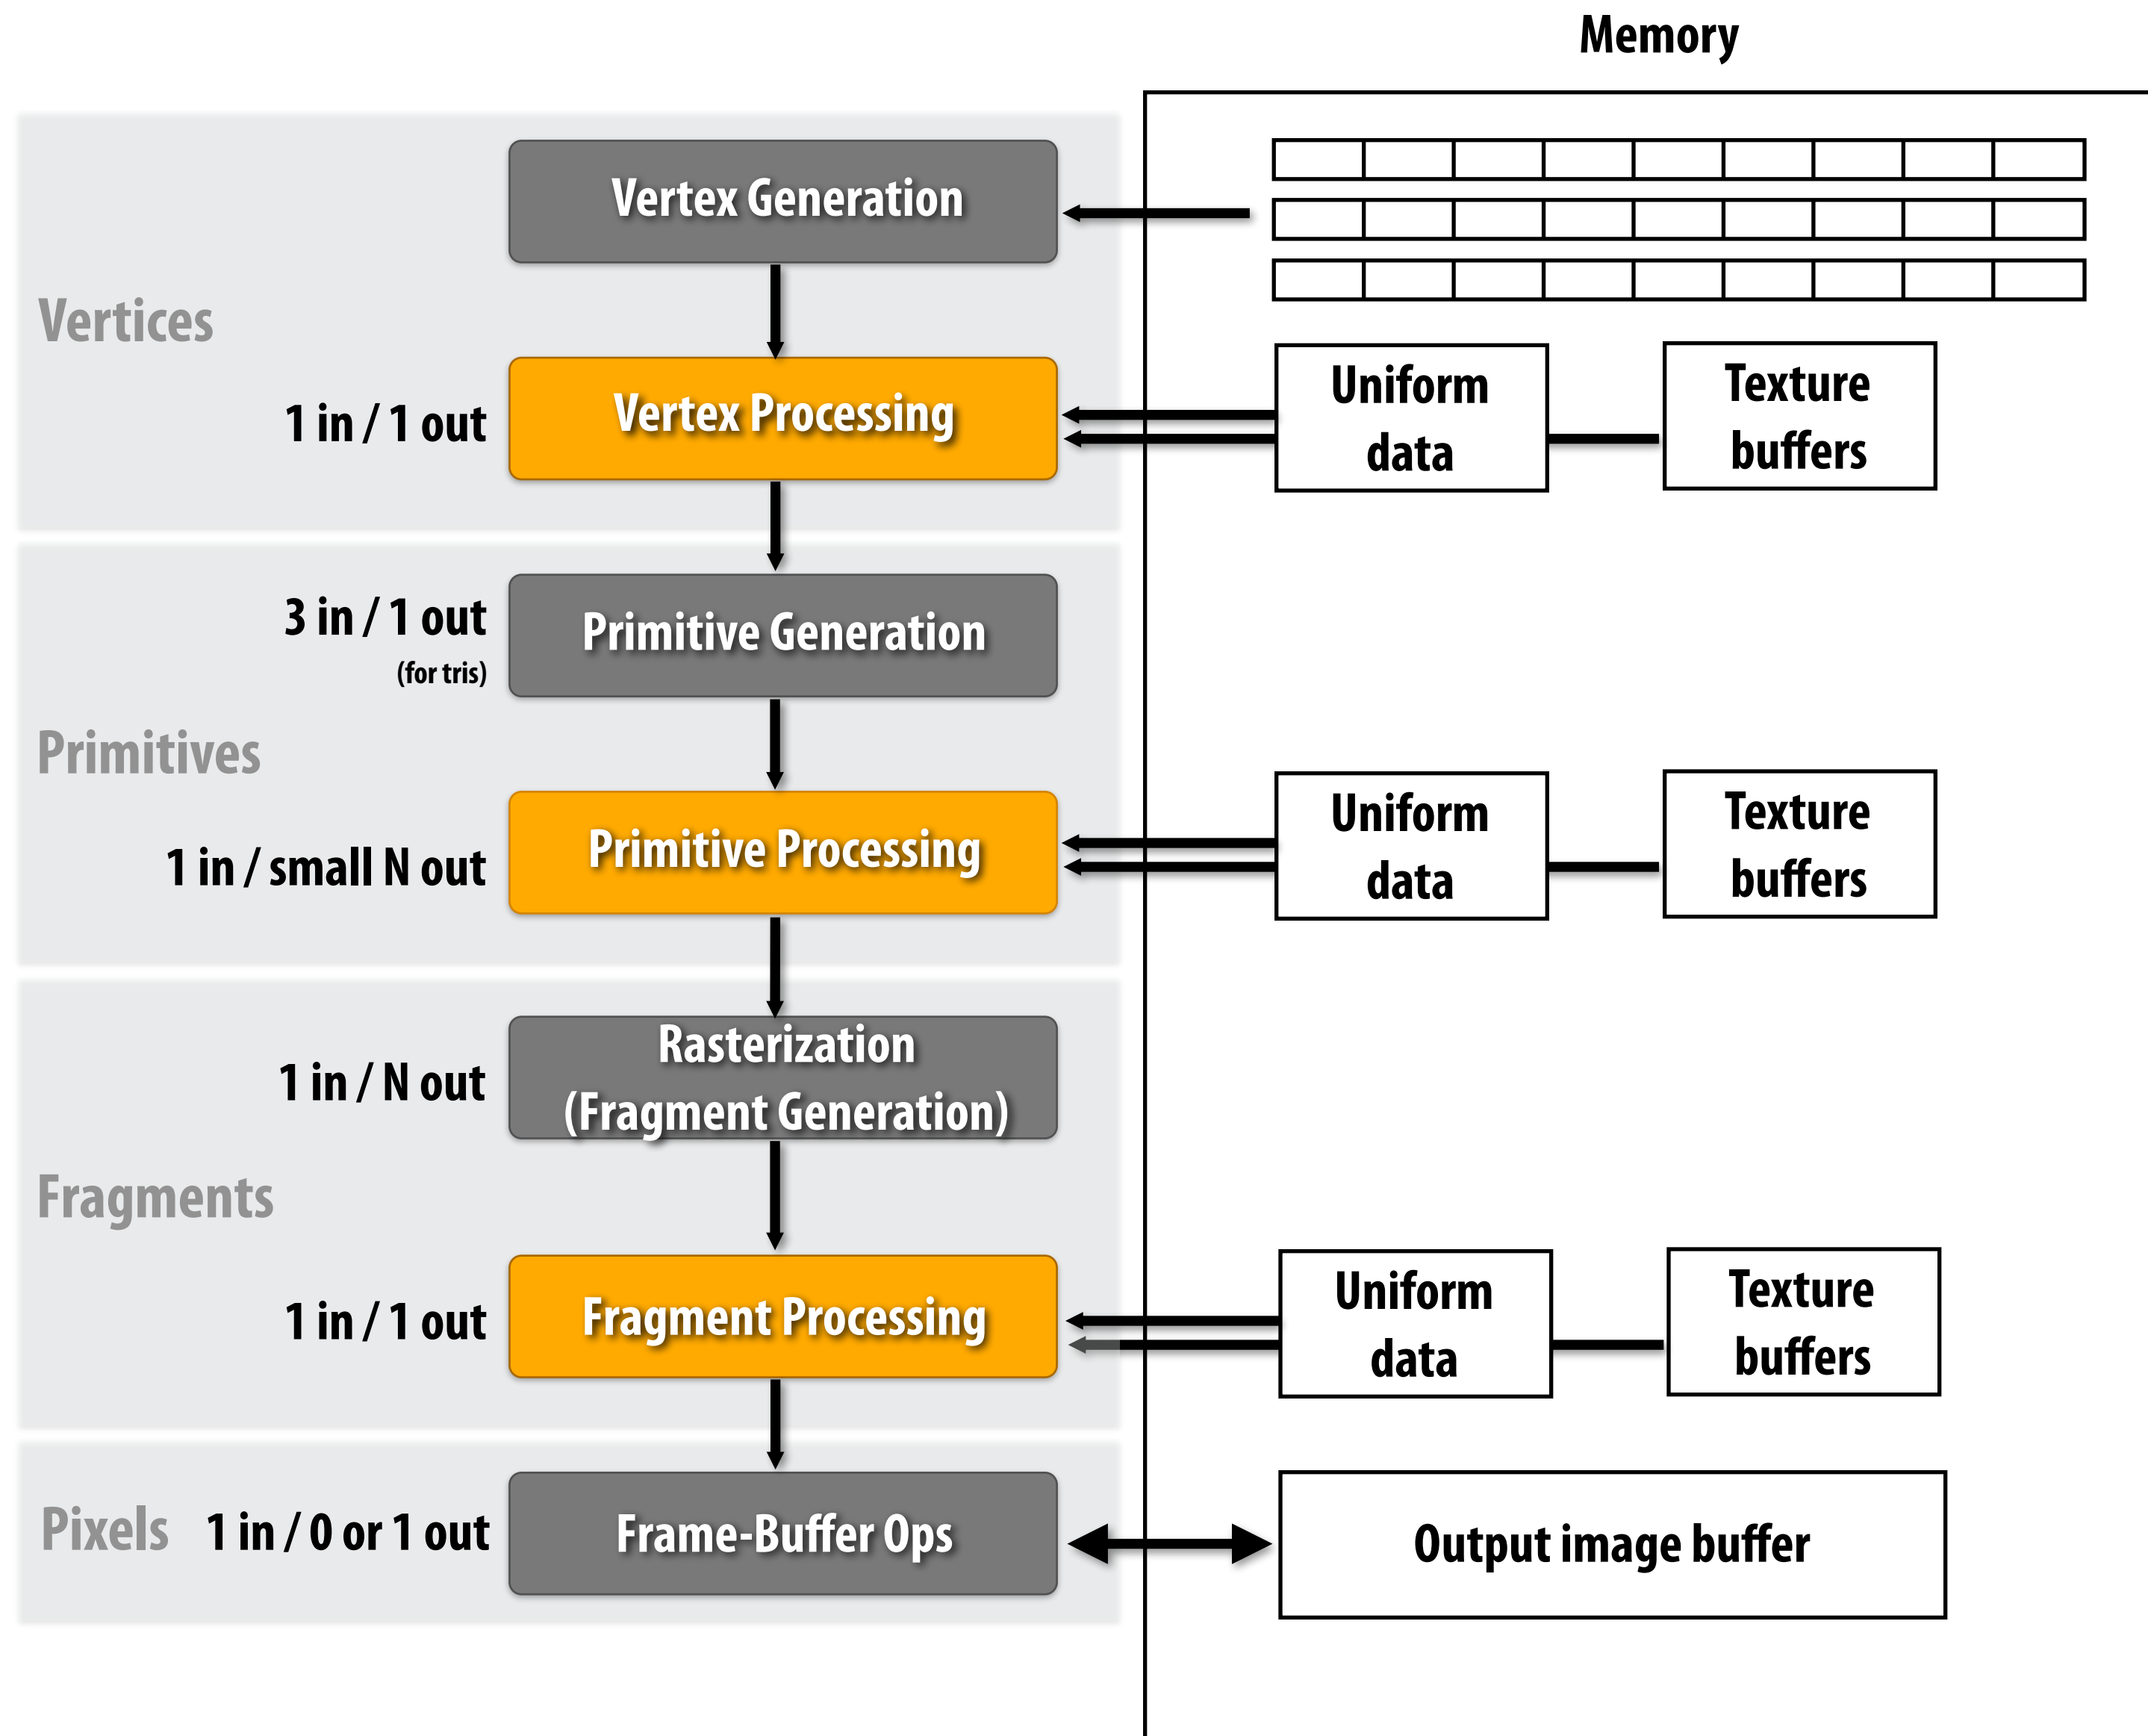 Memory
Vertex Generation
Vertices
1 in / 1 out
Vertex Processing
Uniform
data
Texture
buffers
3 in / 1 out
(for tris)
Primitive Generation
Primitives
1 in / small N out
Primitive Processing
Uniform
data
Texture
buffers
1 in / N out
Rasterization
(Fragment Generation)
Fragments
1 in / 1 out
Fragment Processing
Uniform
data
Texture
buffers
Pixels
1 in / 0 or 1 out
Frame-Buffer Ops
Output image buffer